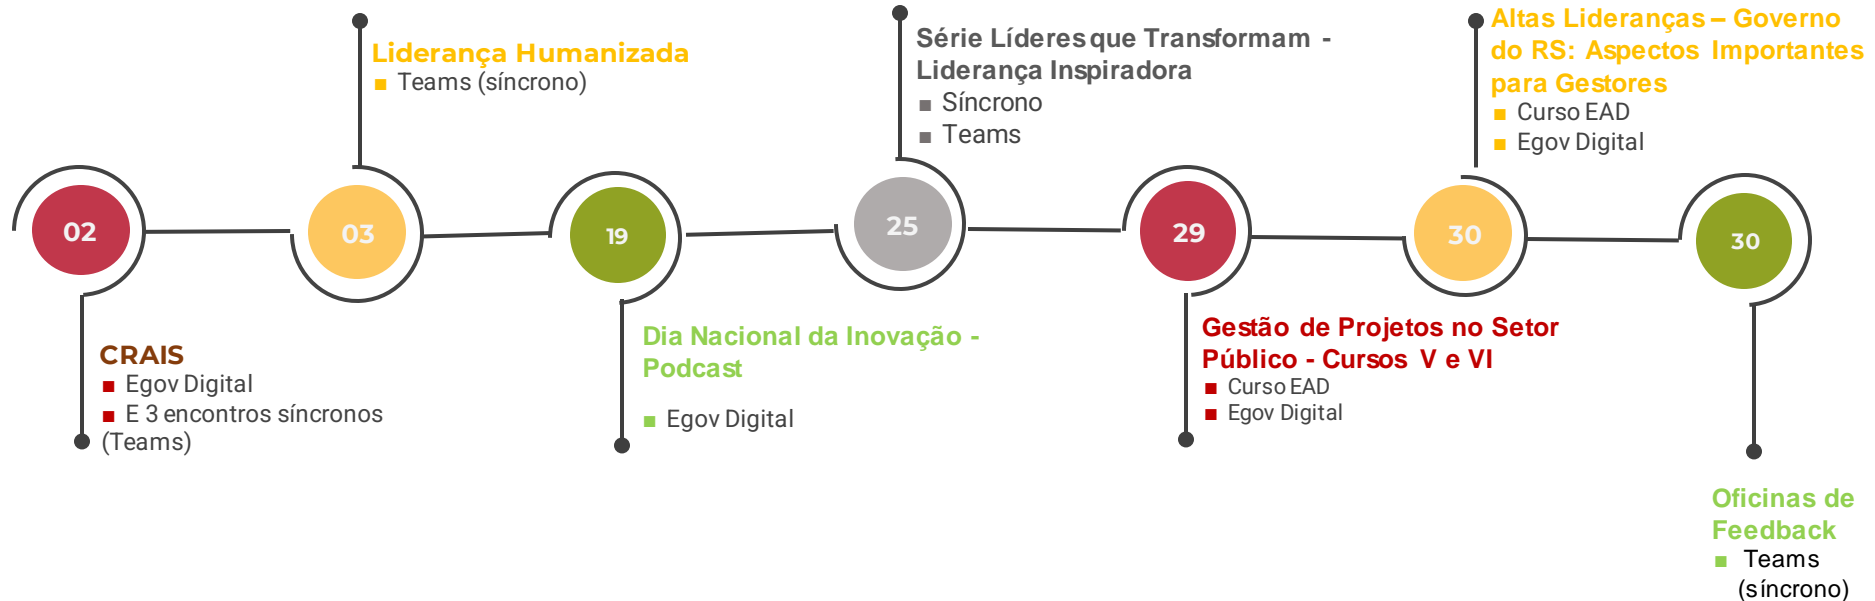 02
CRAIS
■ Egov Digital
■ E 3 encontros síncronos
(Teams)
03
Liderança Humanizada
■ Teams (síncrono)
19
Dia Nacional da Inovação -
Podcast
■ Egov Digital
25
Série Líderes que Transformam -
Liderança Inspiradora
■ Síncrono
■ Teams
29
Gestão de Projetos no Setor
Público - Cursos V e VI
■ Curso EAD
■ Egov Digital
30
Altas Lideranças – Governo
do RS: Aspectos Importantes
para Gestores
■ Curso EAD
■ Egov Digital
30
Oficinas de
Feedback
■ Teams
(síncrono)